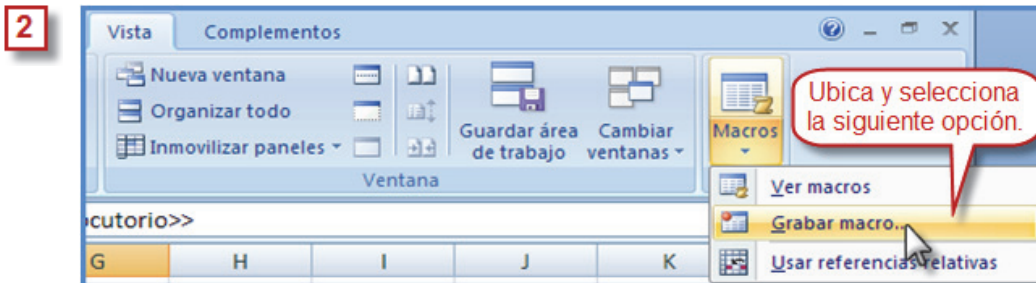 2
Vista Complementos
Nueva ventana
Organizar todo
Inmovilizar paneles
Guardar área
de trabajo
Cambiar
ventanas
Macros
Ventana
Ubica y selecciona
la siguiente opción.
Ver macros
Grabar macro...
Usar referencias relativas
ocutorio>>
G H I J K